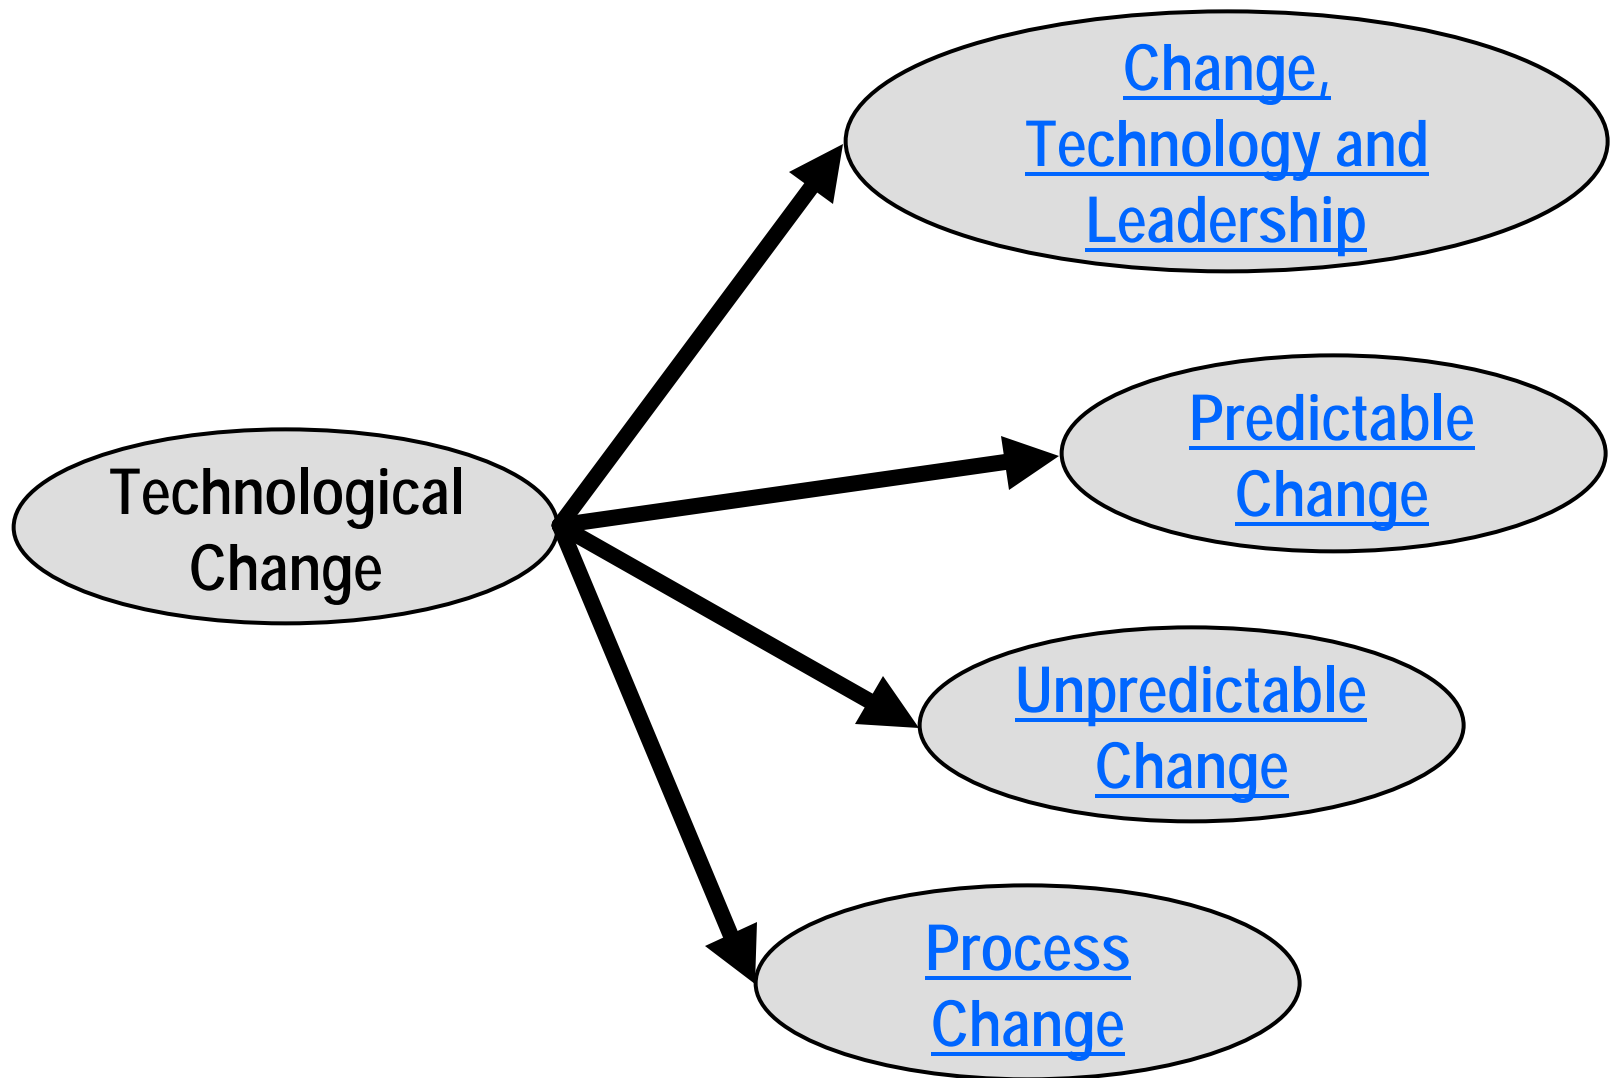 Change,
Technology and
Leadership
Predictable
Change
Technological
Change
Unpredictable
Change
Process
Change